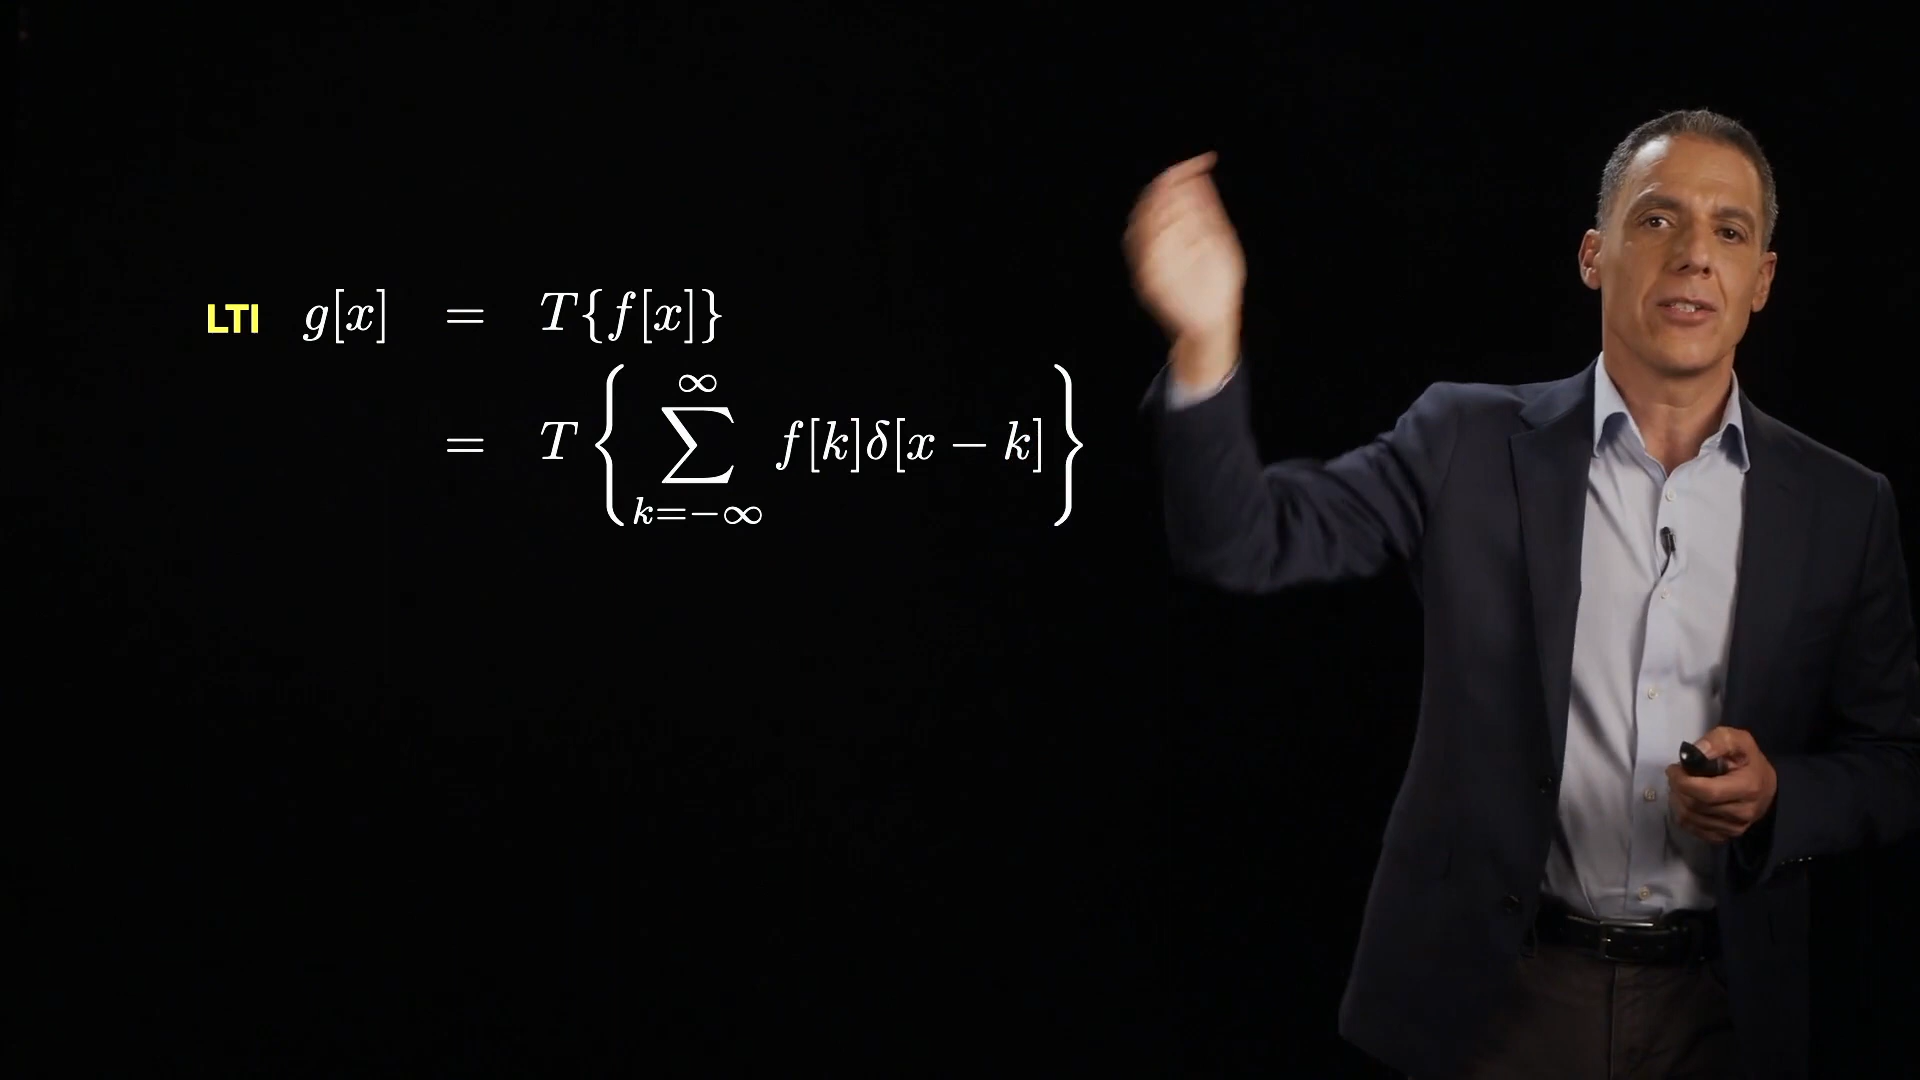 LTI g[x] = T{f[x]}
= T{∑_{k=-∞}^{∞} f[k]δ[x − k]}